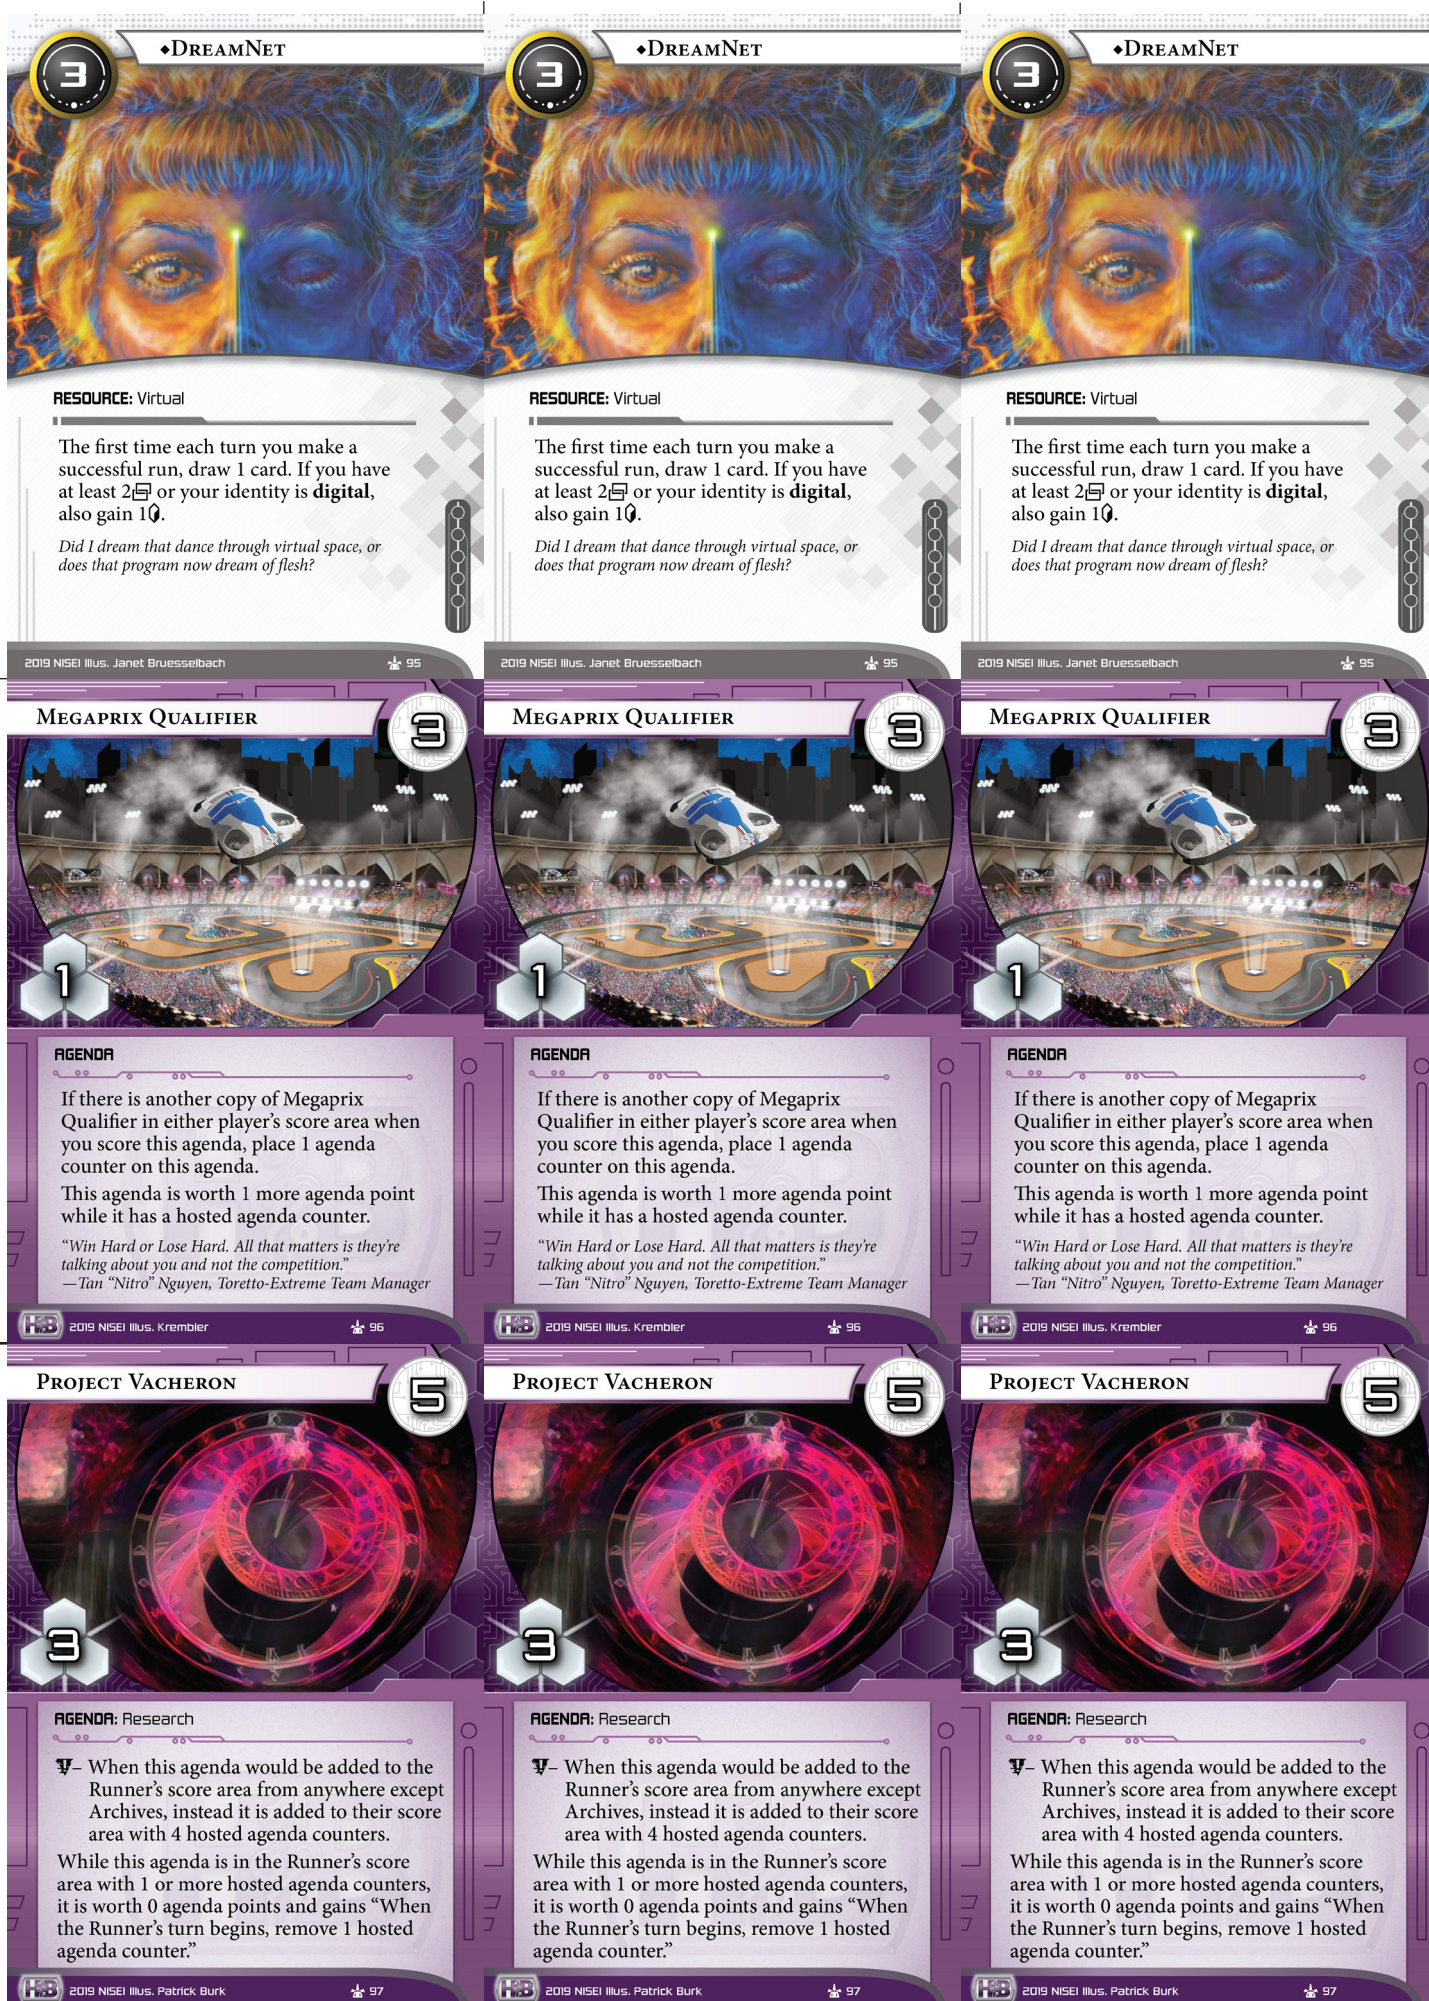 3
◆DreamNet
RESOURCE: Virtual
The first time each turn you make a
successful run, draw 1 card. If you have
at least 2 or your identity is digital,
also gain 1.
Did I dream that dance through virtual space, or
does that program now dream of flesh?
2019 NISEI Illus. Janet Bruesselbach
95
3
◆DreamNet
RESOURCE: Virtual
The first time each turn you make a
successful run, draw 1 card. If you have
at least 2 or your identity is digital,
also gain 1.
Did I dream that dance through virtual space, or
does that program now dream of flesh?
2019 NISEI Illus. Janet Bruesselbach
95
3
◆DreamNet
RESOURCE: Virtual
The first time each turn you make a
successful run, draw 1 card. If you have
at least 2 or your identity is digital,
also gain 1.
Did I dream that dance through virtual space, or
does that program now dream of flesh?
2019 NISEI Illus. Janet Bruesselbach
95
Megaprix Qualifier
3
1
AGENDA
If there is another copy of Megaprix
Qualifier in either player's score area when
you score this agenda, place 1 agenda
counter on this agenda.
This agenda is worth 1 more agenda point
while it has a hosted agenda counter.
“Win Hard or Lose Hard. All that matters is they're
talking about you and not the competition.”
—Tan “Nitro” Nguyen, Toretto-Extreme Team Manager
HB 2019 NISEI Illus. Krembler
96
Megaprix Qualifier
3
1
AGENDA
If there is another copy of Megaprix
Qualifier in either player's score area when
you score this agenda, place 1 agenda
counter on this agenda.
This agenda is worth 1 more agenda point
while it has a hosted agenda counter.
“Win Hard or Lose Hard. All that matters is they're
talking about you and not the competition.”
—Tan “Nitro” Nguyen, Toretto-Extreme Team Manager
HB 2019 NISEI Illus. Krembler
96
Megaprix Qualifier
3
1
AGENDA
If there is another copy of Megaprix
Qualifier in either player's score area when
you score this agenda, place 1 agenda
counter on this agenda.
This agenda is worth 1 more agenda point
while it has a hosted agenda counter.
“Win Hard or Lose Hard. All that matters is they're
talking about you and not the competition.”
—Tan “Nitro” Nguyen, Toretto-Extreme Team Manager
HB 2019 NISEI Illus. Krembler
96
Project Vacheron
5
3
AGENDA: Research
– When this agenda would be added to the
Runner's score area from anywhere except
Archives, instead it is added to their score
area with 4 hosted agenda counters.
While this agenda is in the Runner's score
area with 1 or more hosted agenda counters,
it is worth 0 agenda points and gains “When
the Runner's turn begins, remove 1 hosted
agenda counter.”
HB 2019 NISEI Illus. Patrick Burk
97
Project Vacheron
5
3
AGENDA: Research
– When this agenda would be added to the
Runner's score area from anywhere except
Archives, instead it is added to their score
area with 4 hosted agenda counters.
While this agenda is in the Runner's score
area with 1 or more hosted agenda counters,
it is worth 0 agenda points and gains “When
the Runner's turn begins, remove 1 hosted
agenda counter.”
HB 2019 NISEI Illus. Patrick Burk
97
Project Vacheron
5
3
AGENDA: Research
– When this agenda would be added to the
Runner's score area from anywhere except
Archives, instead it is added to their score
area with 4 hosted agenda counters.
While this agenda is in the Runner's score
area with 1 or more hosted agenda counters,
it is worth 0 agenda points and gains “When
the Runner's turn begins, remove 1 hosted
agenda counter.”
HB 2019 NISEI Illus. Patrick Burk
97